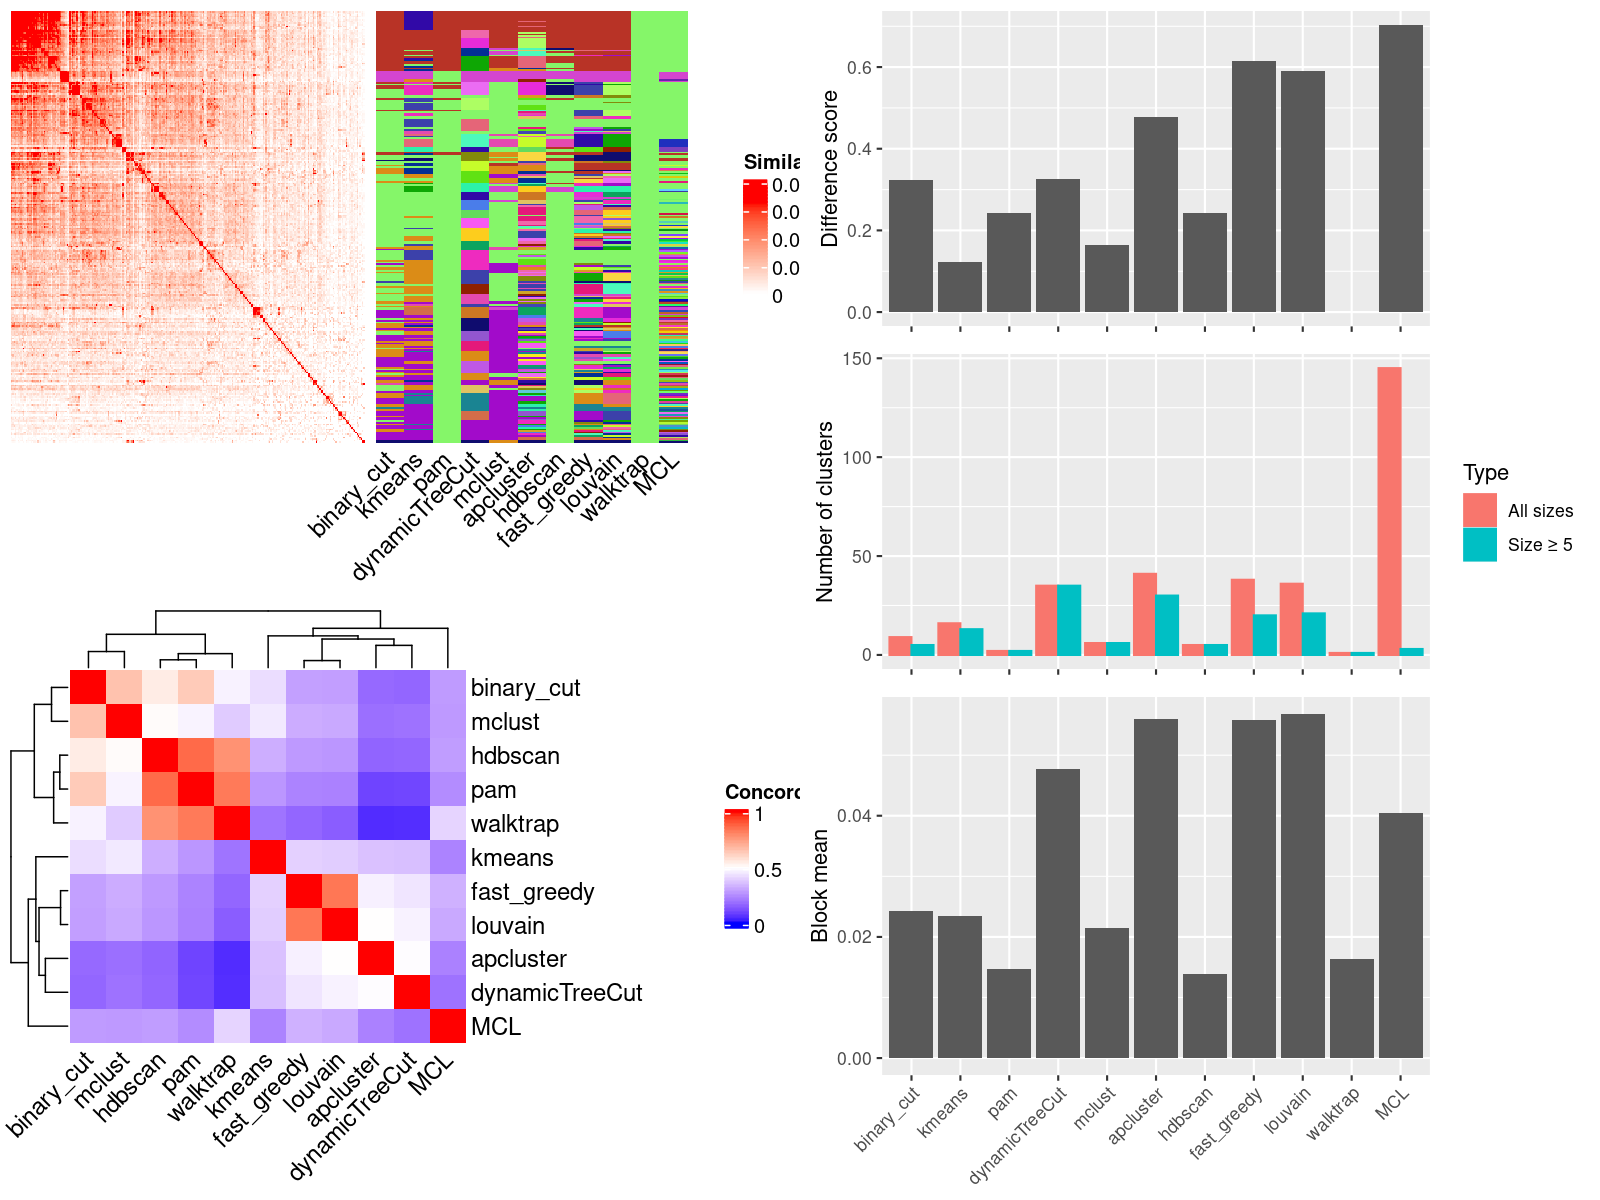 Simila
0.0
0.0
0.0
0.0
0
binary_cut
kmeans
pam
dynamicTreeCut
mclust
apcluster
hdbscan
fast_greedy
louvain
walktrap
MCL
binary_cut
mclust
hdbscan
pam
walktrap
kmeans
fast_greedy
louvain
apcluster
dynamicTreeCut
MCL
Concord
1
0.5
0
binary_cut
mclust
hdbscan
pam
walktrap
kmeans
fast_greedy
louvain
apcluster
dynamicTreeCut
MCL
Difference score
0.6
0.4
0.2
0.0
Number of clusters
150
100
50
0
Type
All sizes
Size ≥ 5
Block mean
0.04
0.02
0.00
binary_cut
kmeans
pam
dynamicTreeCut
mclust
apcluster
hdbscan
fast_greedy
louvain
walktrap
MCL